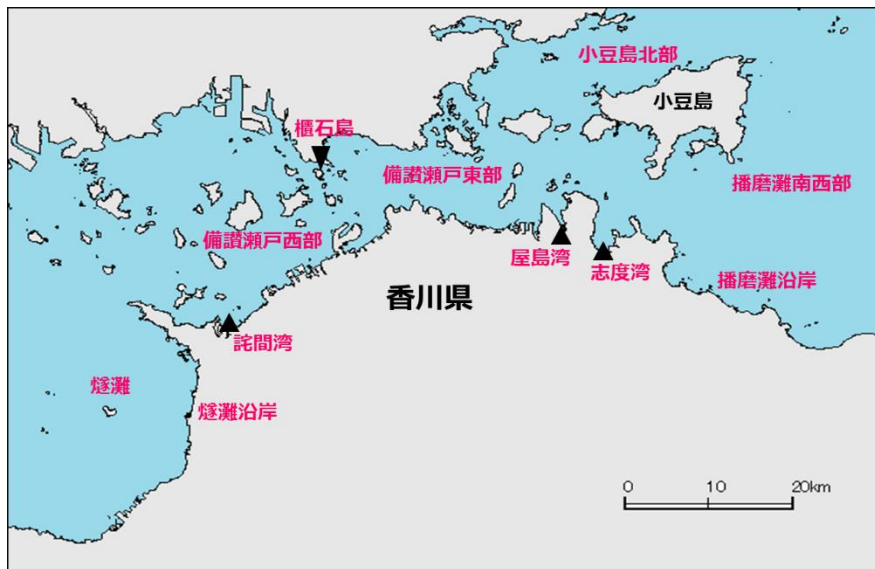 小豆島北部
小豆島
櫃石島
備讃瀬戸東部
播磨灘南西部
備讃瀬戸西部
屋島湾
志度湾
播磨灘沿岸
香川県
詫間湾
燧灘
燧灘沿岸
0 10 20km